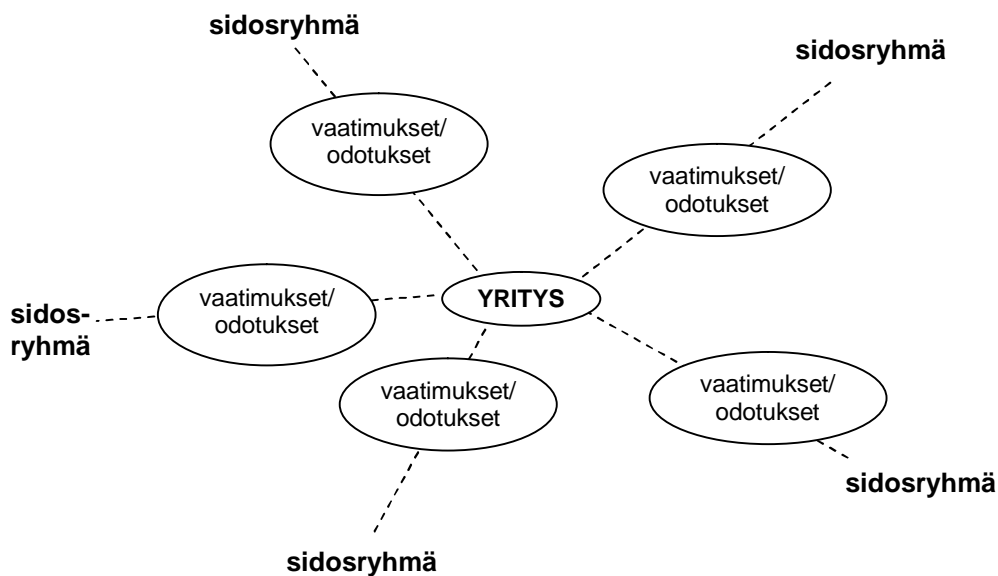 sidosryhmä
sidosryhmä
vaatimukset/
odotukset
vaatimukset/
odotukset
vaatimukset/
odotukset
YRITYS
sidos-
ryhmä
vaatimukset/
odotukset
vaatimukset/
odotukset
sidosryhmä
sidosryhmä